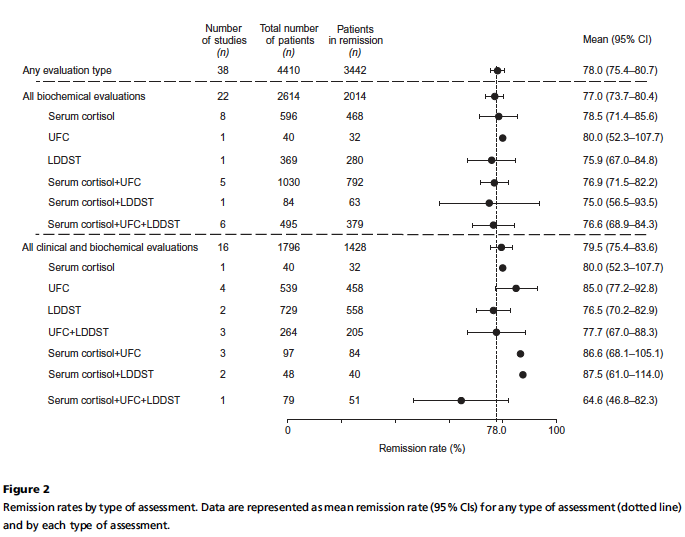 Number of studies (n) Total number of patients (n) Patients in remission (n) Mean (95% CI)
Any evaluation type 38 4410 3442 78.0 (75.4–80.7)
All biochemical evaluations 22 2614 2014 77.0 (73.7–80.4)
Serum cortisol 8 596 468 78.5 (71.4–85.6)
UFC 1 40 32 80.0 (52.3–107.7)
LDDST 1 369 280 75.9 (67.0–84.8)
Serum cortisol+UFC 5 1030 792 76.9 (71.5–82.2)
Serum cortisol+LDDST 1 84 63 75.0 (56.5–93.5)
Serum cortisol+UFC+LDDST 6 495 379 76.6 (68.9–84.3)
All clinical and biochemical evaluations 16 1796 1428 79.5 (75.4–83.6)
Serum cortisol 1 40 32 80.0 (52.3–107.7)
UFC 4 539 458 85.0 (77.2–92.8)
LDDST 2 729 558 76.5 (70.2–82.9)
UFC+LDDST 3 264 205 77.7 (67.0–88.3)
Serum cortisol+UFC 3 97 84 86.6 (68.1–105.1)
Serum cortisol+LDDST 2 48 40 87.5 (61.0–114.0)
Serum cortisol+UFC+LDDST 1 79 51 64.6 (46.8–82.3)
0 78.0 100
Remission rate (%)
Figure 2
Remission rates by type of assessment. Data are represented as mean remission rate (95% CIs) for any type of assessment (dotted line)
and by each type of assessment.